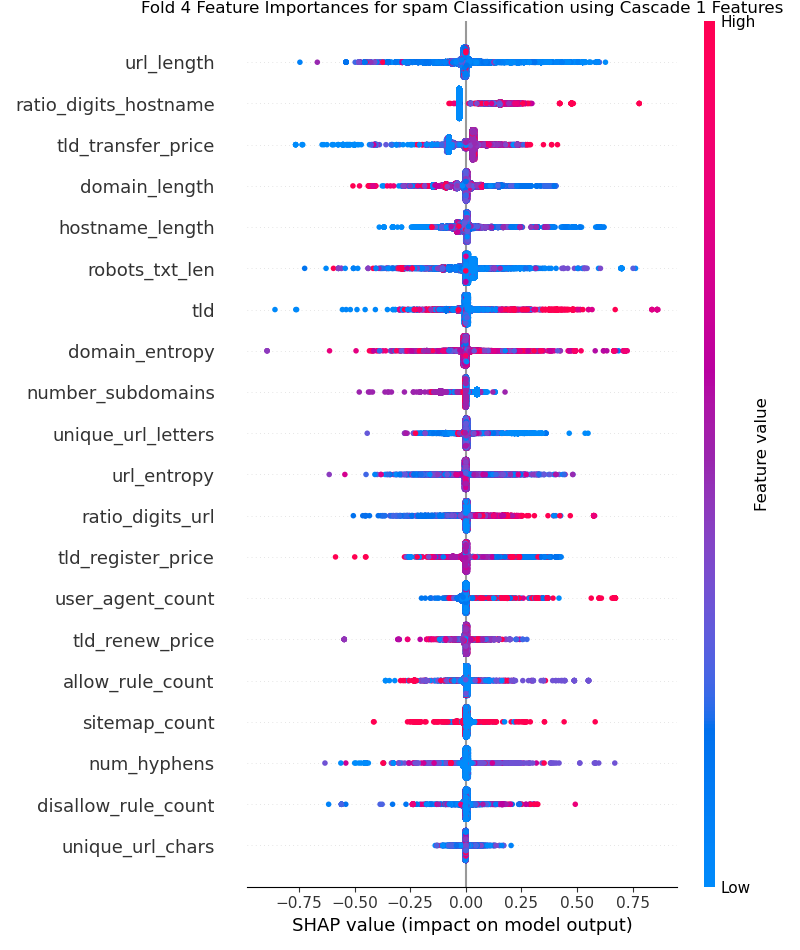 Fold 4 Feature Importances for spam Classification using Cascade 1 Features
High
url_length
ratio_digits_hostname
tld_transfer_price
domain_length
hostname_length
robots_txt_len
tld
domain_entropy
number_subdomains
unique_url_letters
url_entropy
ratio_digits_url
tld_register_price
user_agent_count
tld_renew_price
allow_rule_count
sitemap_count
num_hyphens
disallow_rule_count
unique_url_chars
Feature value
Low
−0.75 −0.50 −0.25 0.00 0.25 0.50 0.75
SHAP value (impact on model output)